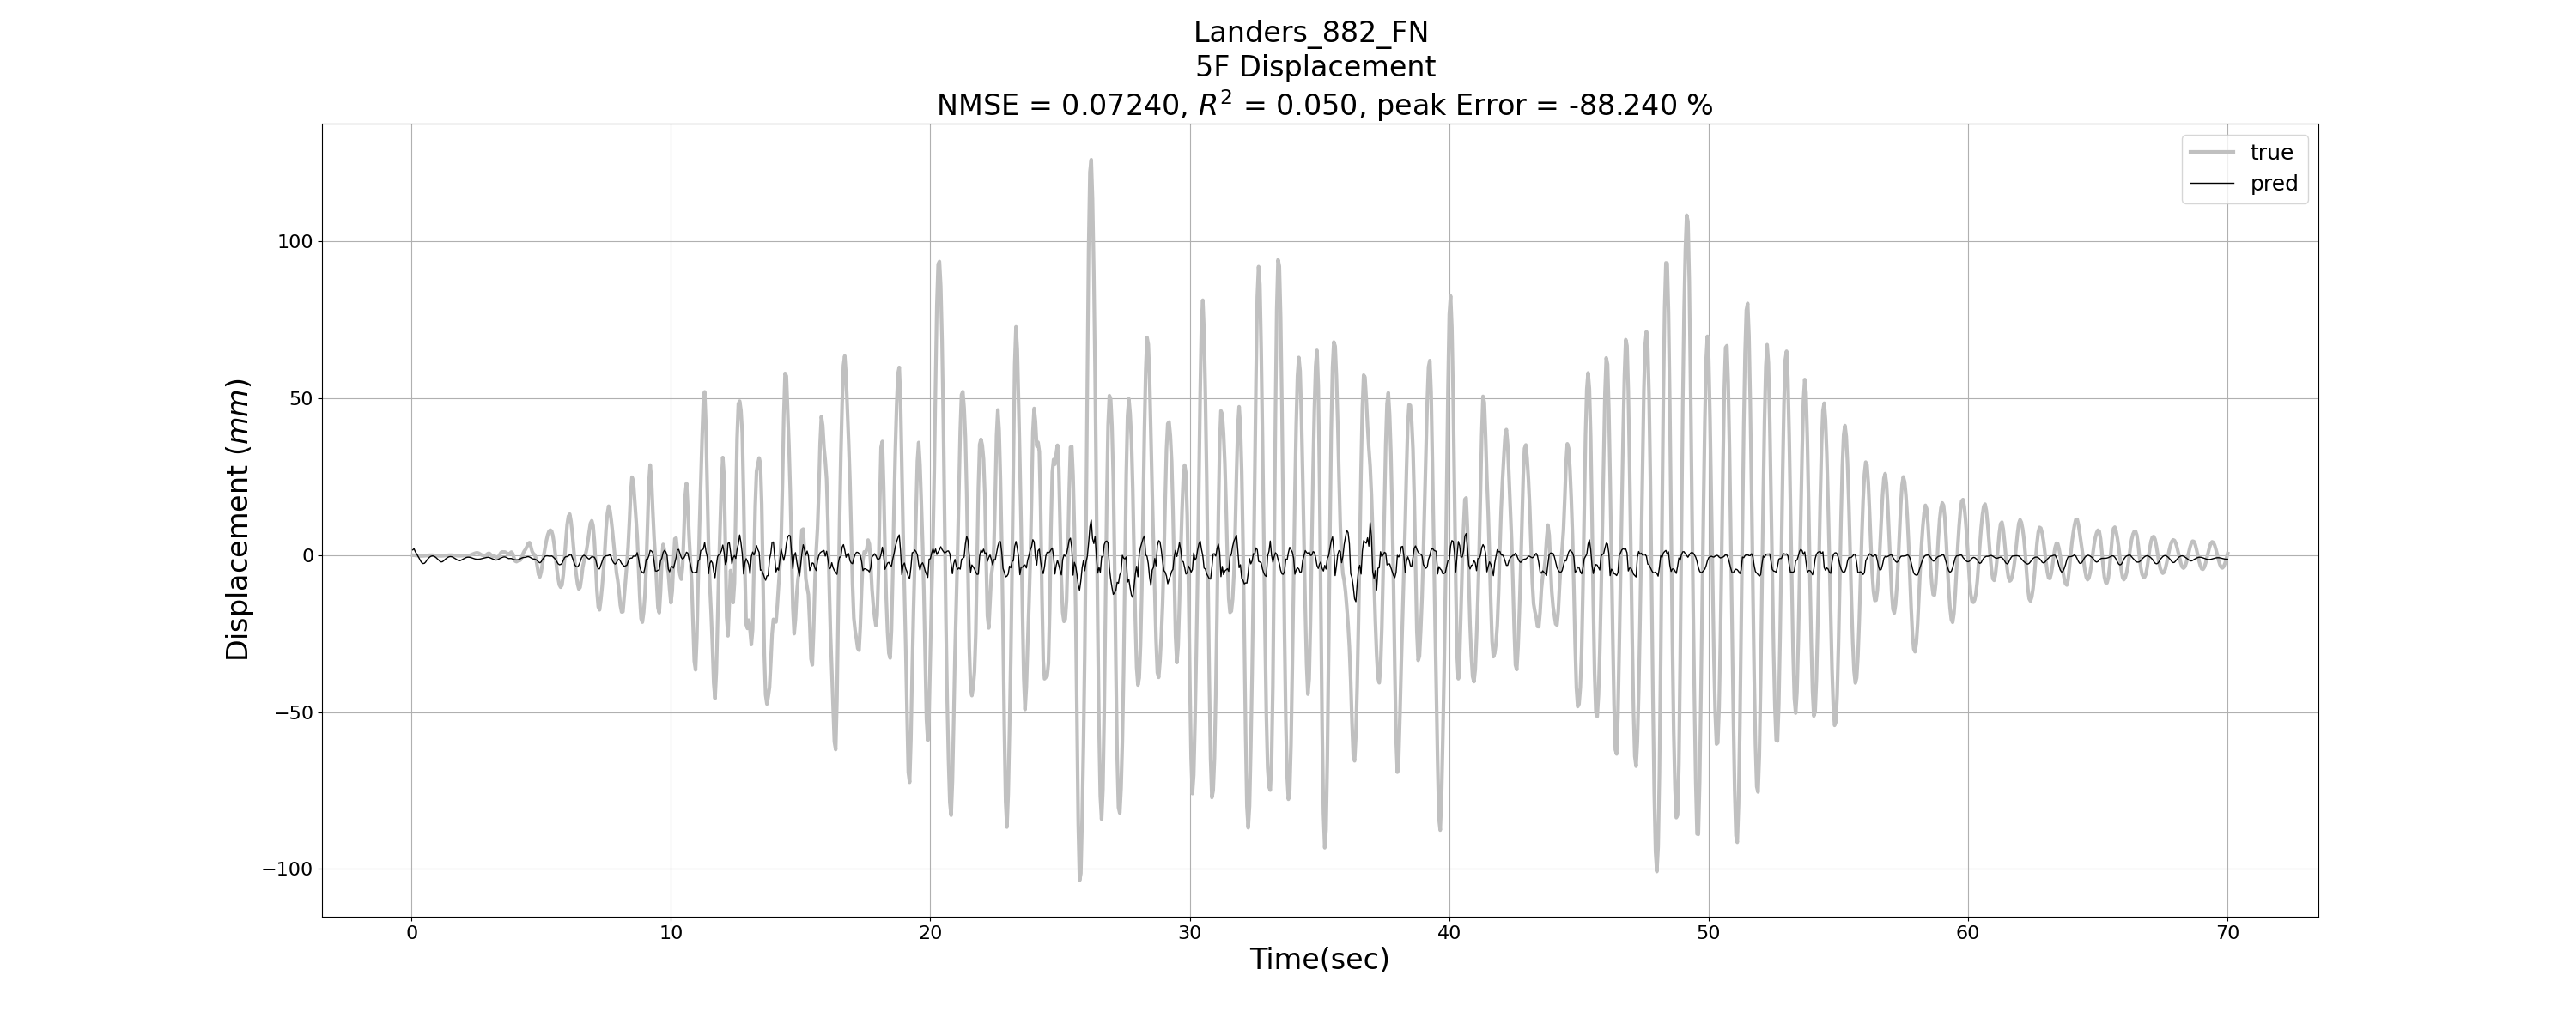 Landers_882_FN
5F Displacement
NMSE = 0.07240, R² = 0.050, peak Error = -88.240 %
true
pred
100
50
0
−50
−100
Displacement (mm)
0 10 20 30 40 50 60 70
Time(sec)